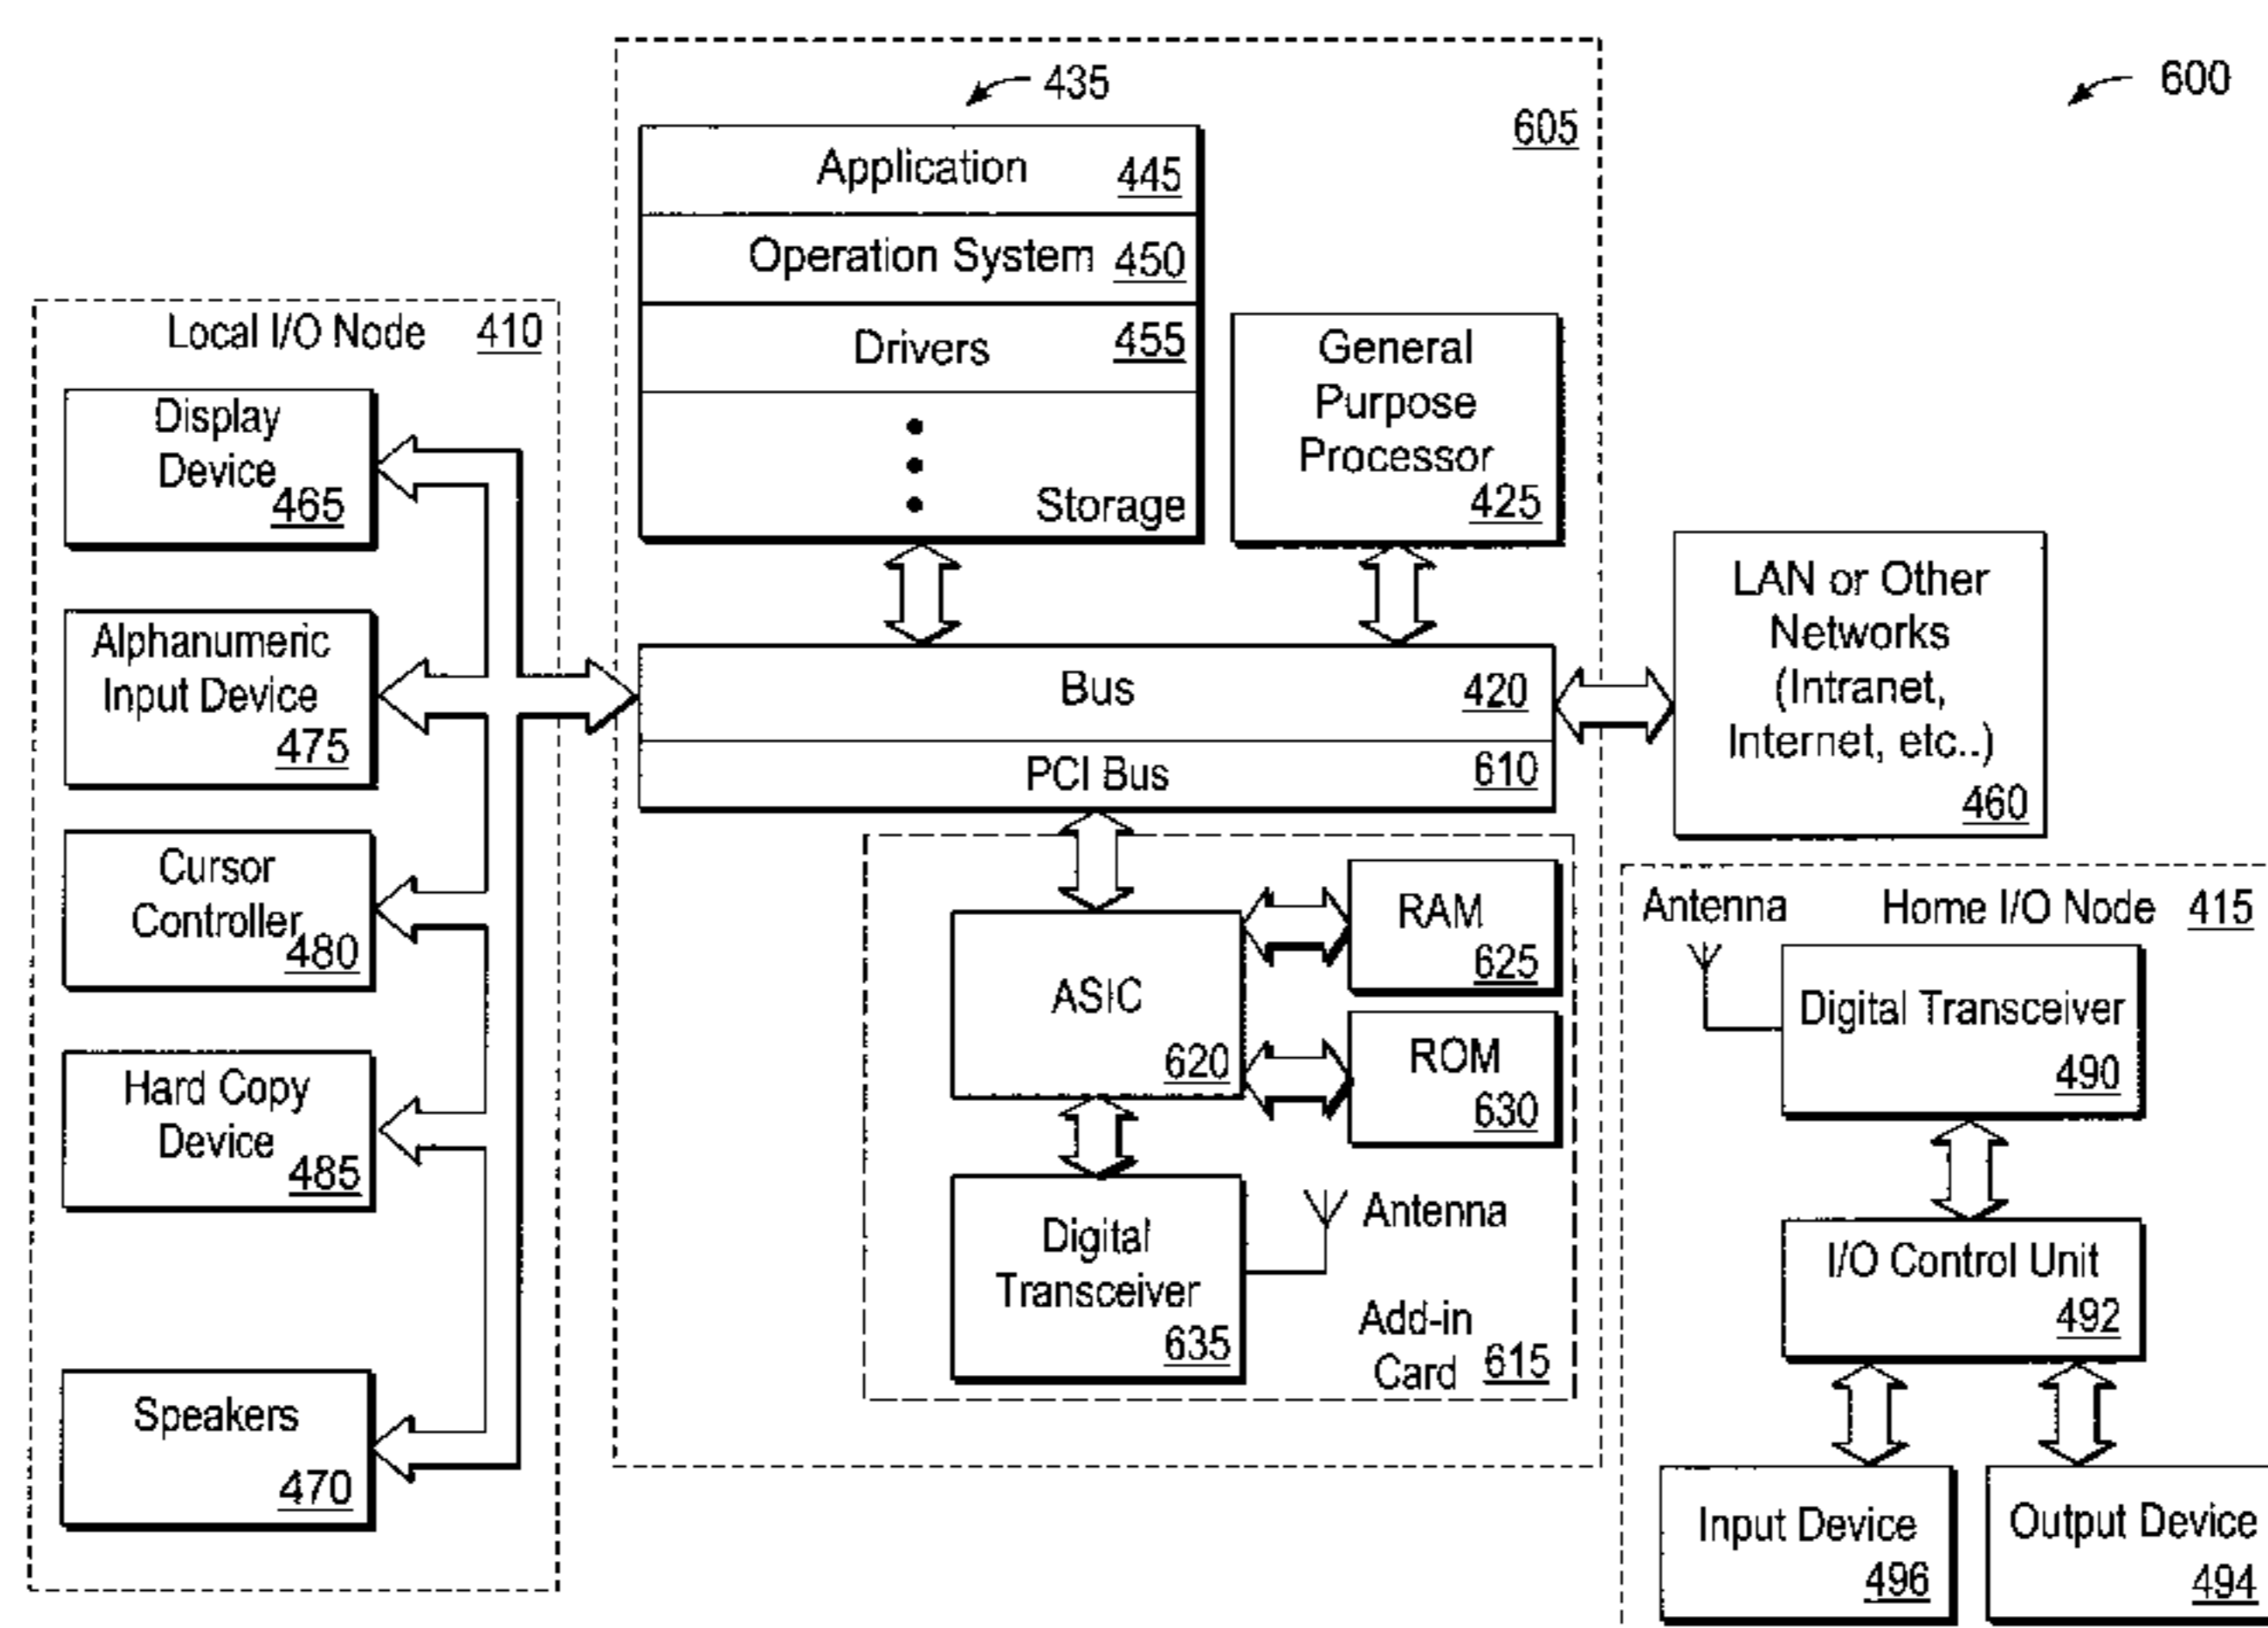 435
600
605
Application 445
Operation System 450
Drivers 455
Storage
General
Purpose
Processor
425
Local I/O Node 410
Display
Device
465
Alphanumeric
Input Device
475
Cursor
Controller
480
Hard Copy
Device
485
Speakers
470
Bus 420
PCI Bus 610
LAN or Other
Networks
(Intranet,
Internet, etc..)
460
ASIC
620
RAM
625
ROM
630
Digital
Transceiver
635
Antenna
Add-in
Card 615
Antenna
Home I/O Node 415
Digital Transceiver
490
I/O Control Unit
492
Input Device
496
Output Device
494